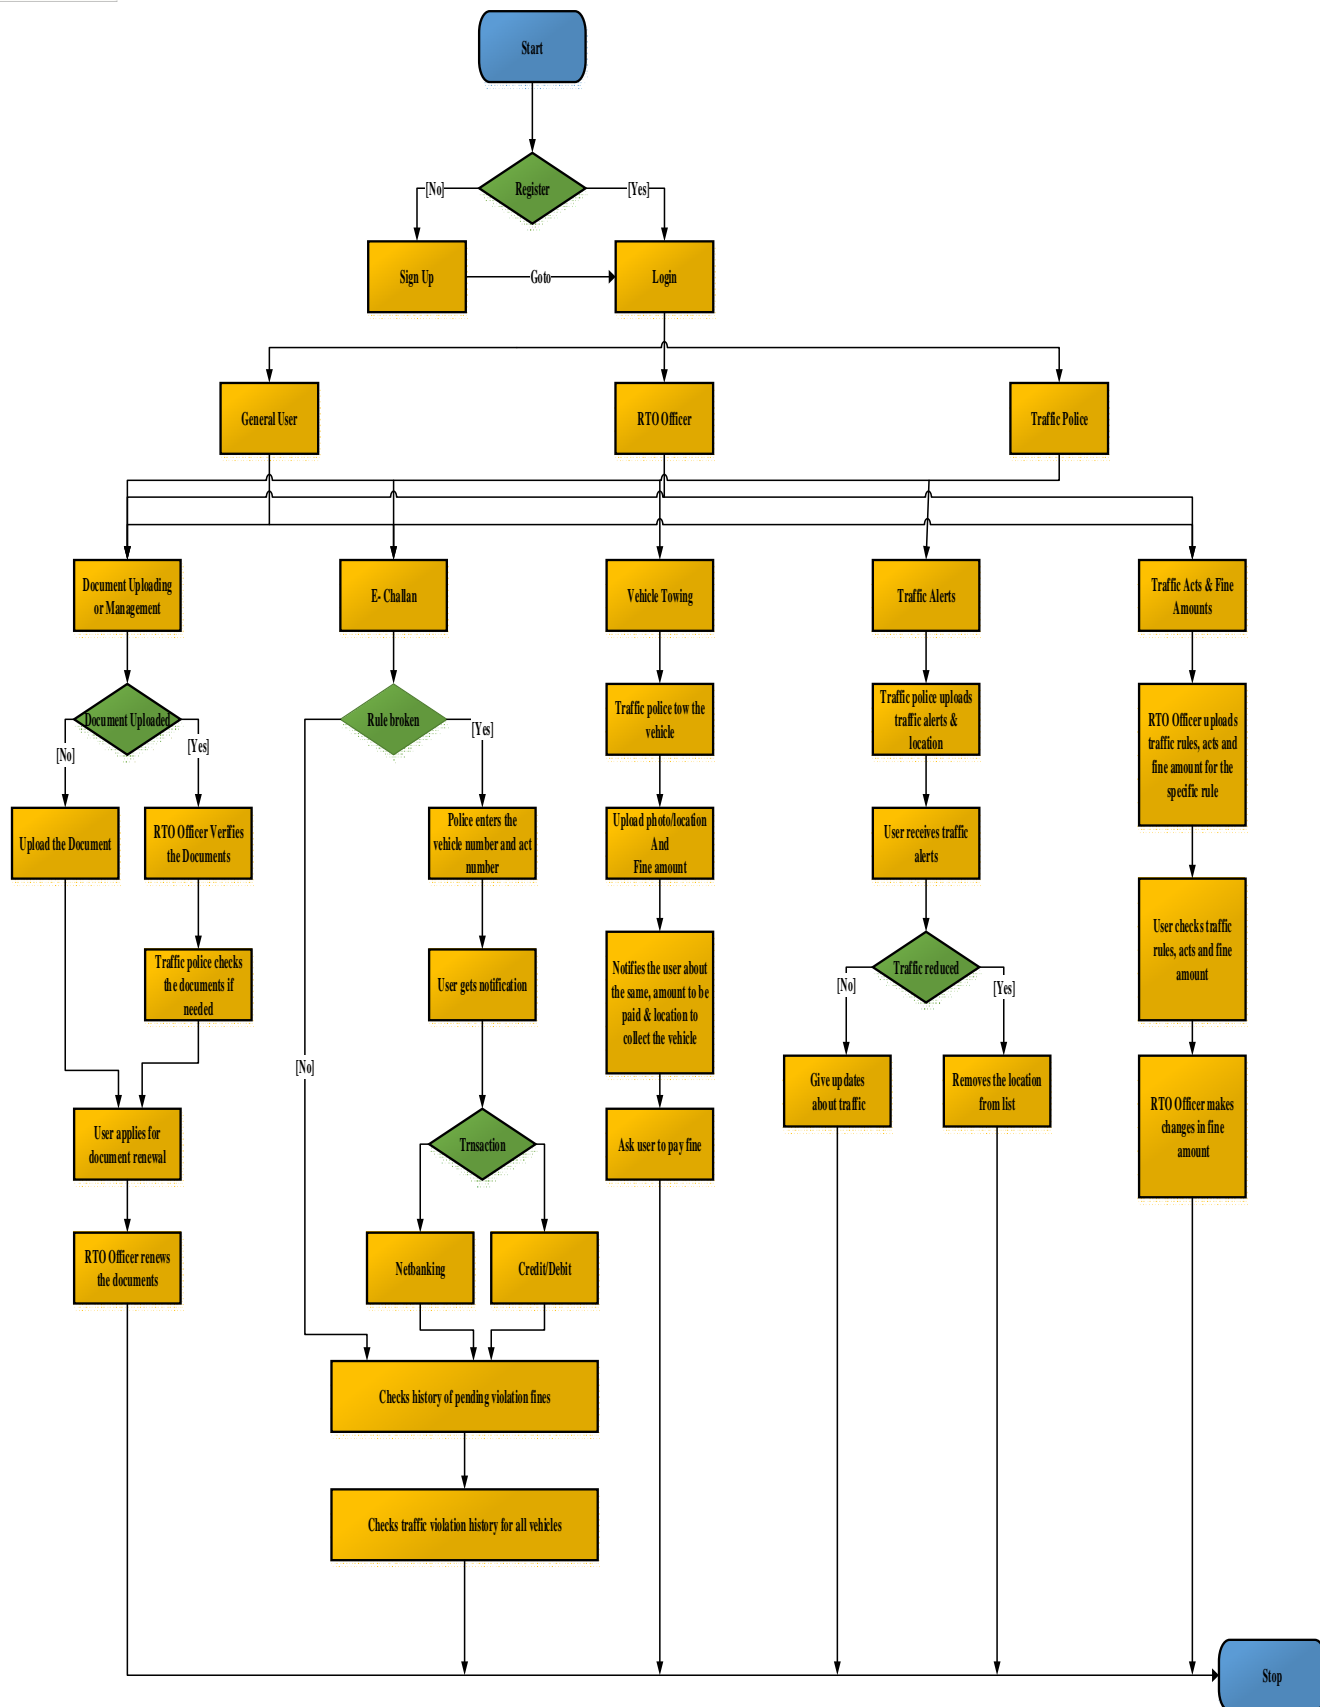 Start
Register
[No]
[Yes]
Sign Up
Goto
Login
General User
RTO Officer
Traffic Police
Document Uploading
or Management
E- Challan
Vehicle Towing
Traffic Alerts
Traffic Acts & Fine
Amounts
Document Uploaded
[No]
[Yes]
Upload the Document
RTO Officer Verifies
the Documents
Traffic police checks
the documents if
needed
User applies for
document renewal
RTO Officer renews
the documents
Rule broken
[Yes]
[No]
Police enters the
vehicle number and act
number
User gets notification
Trnsaction
Netbanking
Credit/Debit
Checks history of pending violation fines
Checks traffic violation history for all vehicles
Traffic police tow the
vehicle
Upload photo/location
And
Fine amount
Notifies the user about
the same, amount to be
paid & location to
collect the vehicle
Ask user to pay fine
Traffic police uploads
traffic alerts &
location
User receives traffic
alerts
Traffic reduced
[No]
[Yes]
Give updates
about traffic
Removes the location
from list
RTO Officer uploads
traffic rules, acts and
fine amount for the
specific rule
User checks traffic
rules, acts and fine
amount
RTO Officer makes
changes in fine
amount
Stop